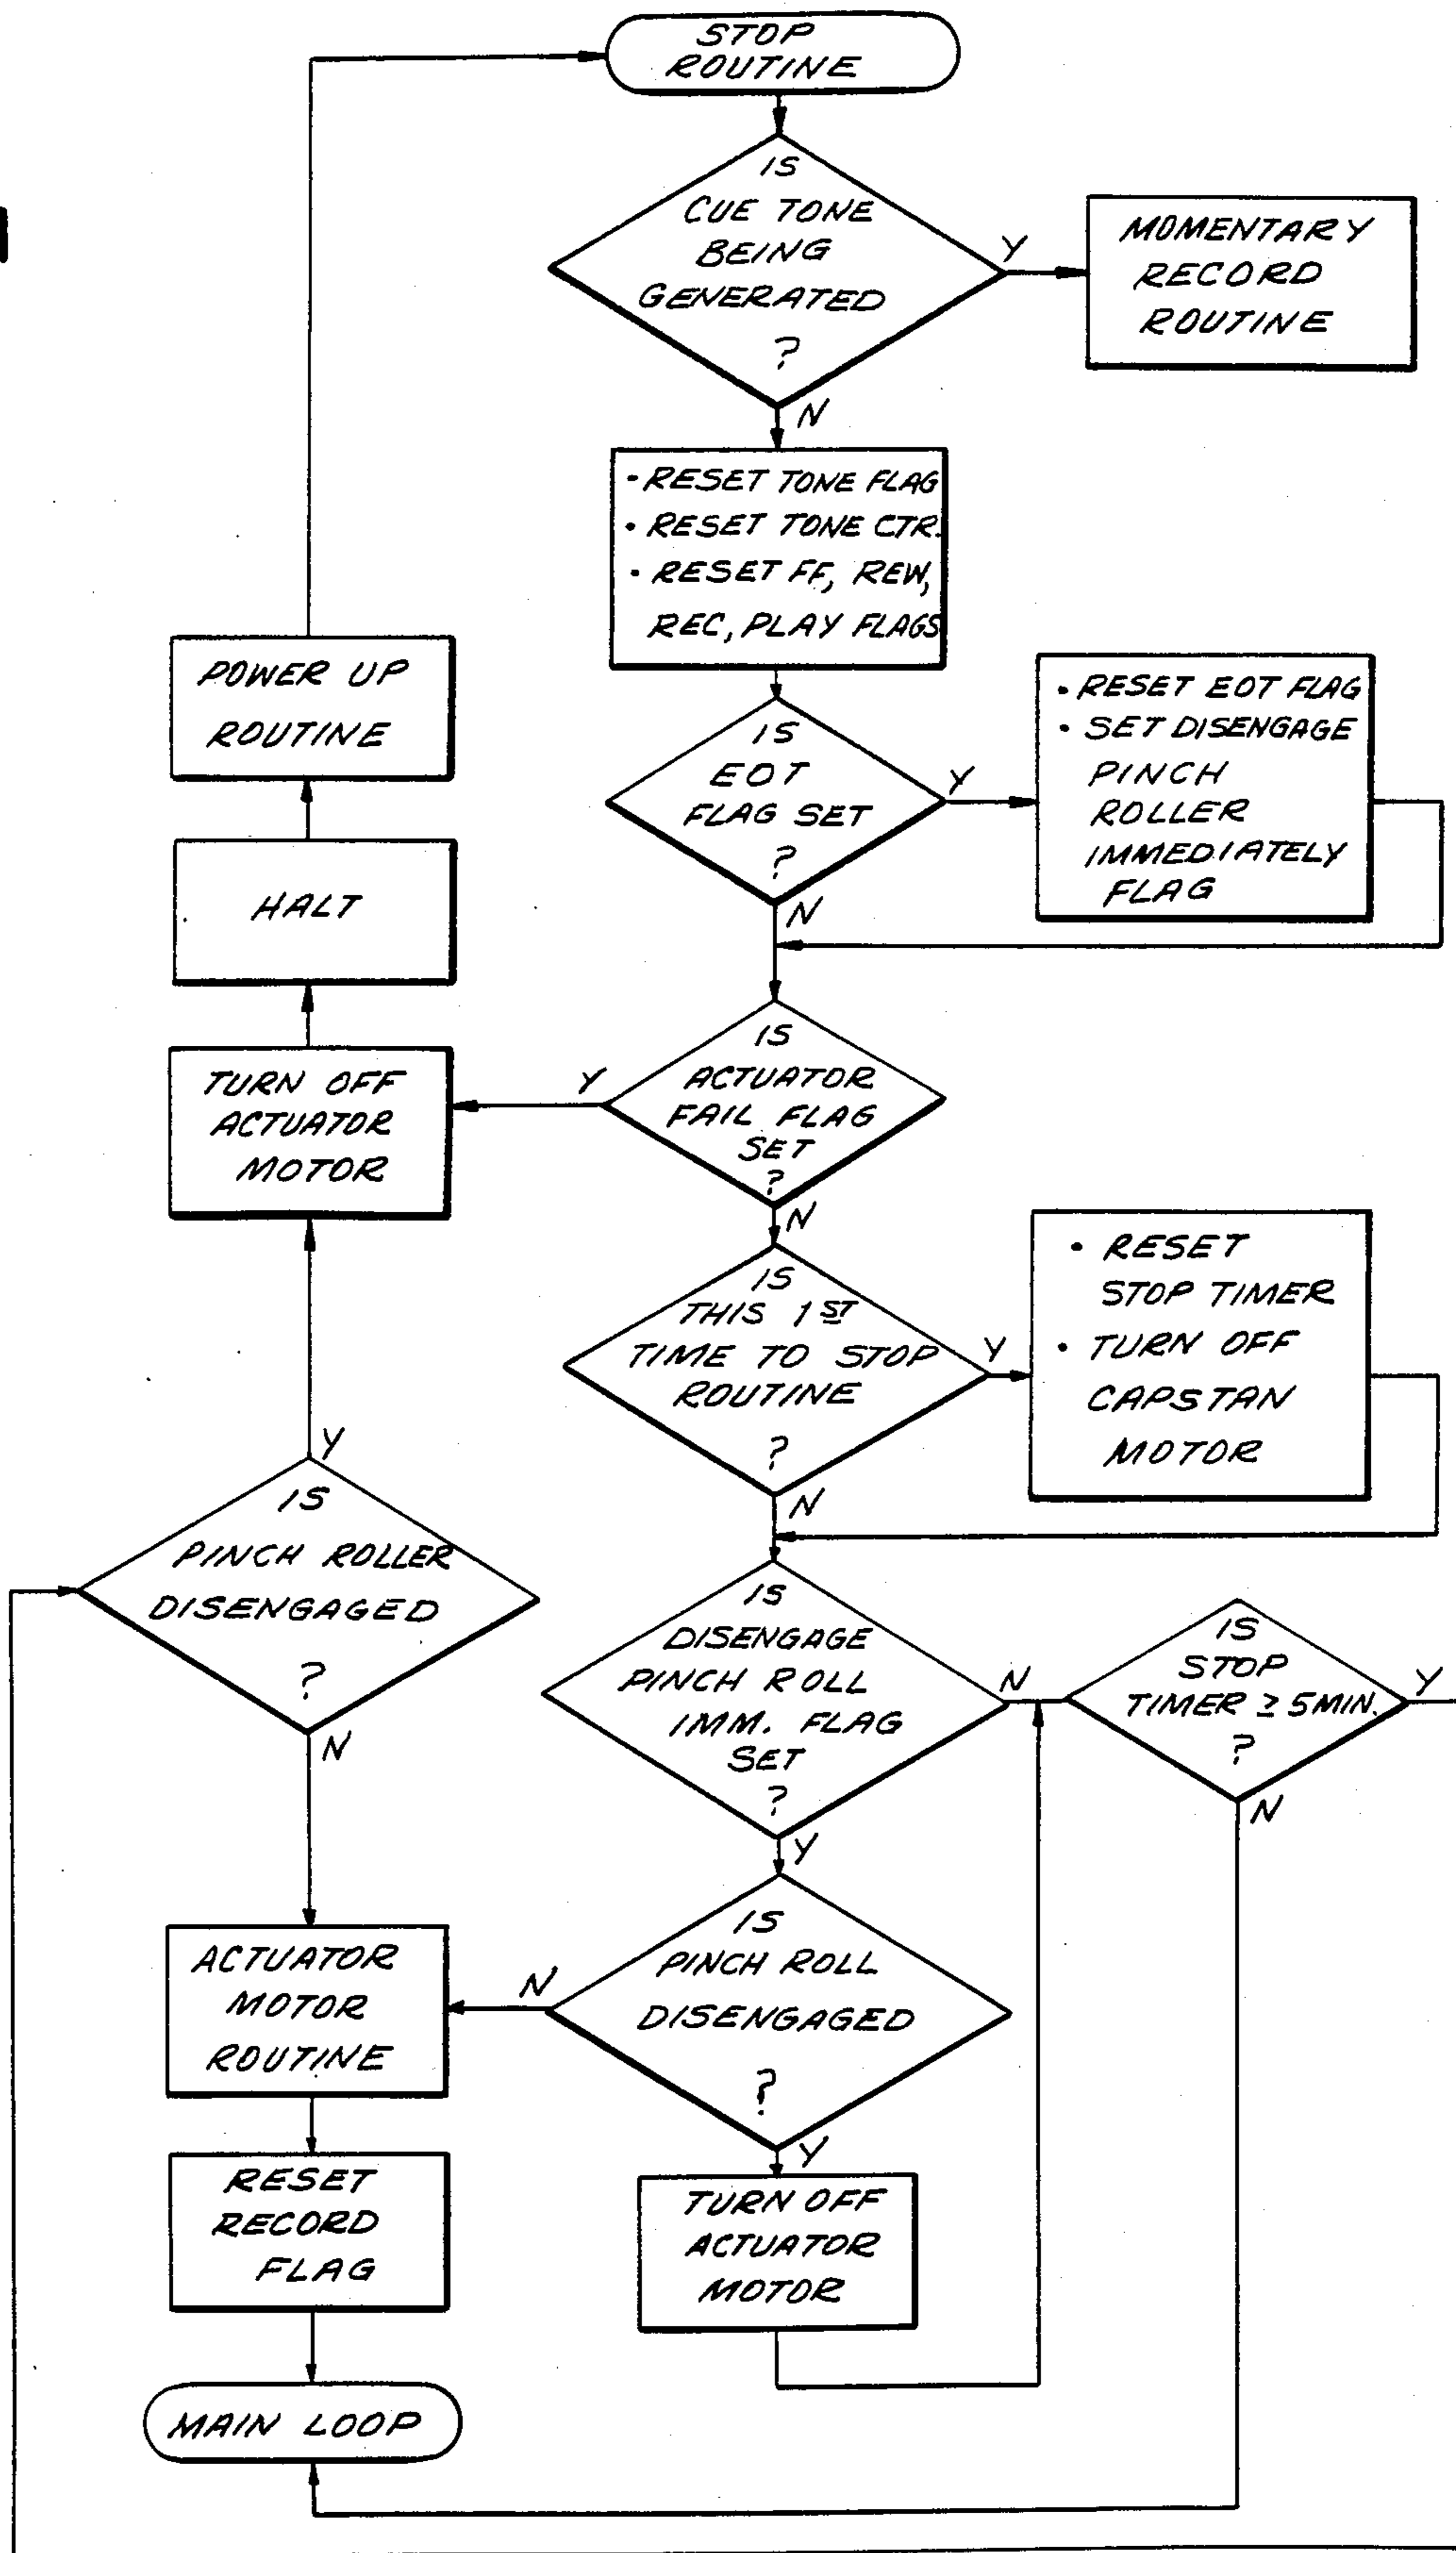 STOP
ROUTINE
IS
CUE TONE
BEING
GENERATED
?
Y
MOMENTARY
RECORD
ROUTINE
N
• RESET TONE FLAG
• RESET TONE CTR.
• RESET FF, REW,
REC, PLAY FLAGS
POWER UP
ROUTINE
IS
EOT
FLAG SET
?
Y
• RESET EOT FLAG
• SET DISENGAGE
PINCH
ROLLER
IMMEDIATELY
FLAG
N
HALT
IS
ACTUATOR
FAIL FLAG
SET
?
Y
TURN OFF
ACTUATOR
MOTOR
N
IS
THIS 1ST
TIME TO STOP
ROUTINE
?
Y
• RESET
STOP TIMER
• TURN OFF
CAPSTAN
MOTOR
N
Y
IS
PINCH ROLLER
DISENGAGED
?
N
IS
DISENGAGE
PINCH ROLL
IMM. FLAG
SET
?
N
IS
STOP
TIMER ≥ 5MIN.
?
Y
N
Y
IS
PINCH ROLL
DISENGAGED
?
N
ACTUATOR
MOTOR
ROUTINE
Y
RESET
RECORD
FLAG
TURN OFF
ACTUATOR
MOTOR
MAIN LOOP